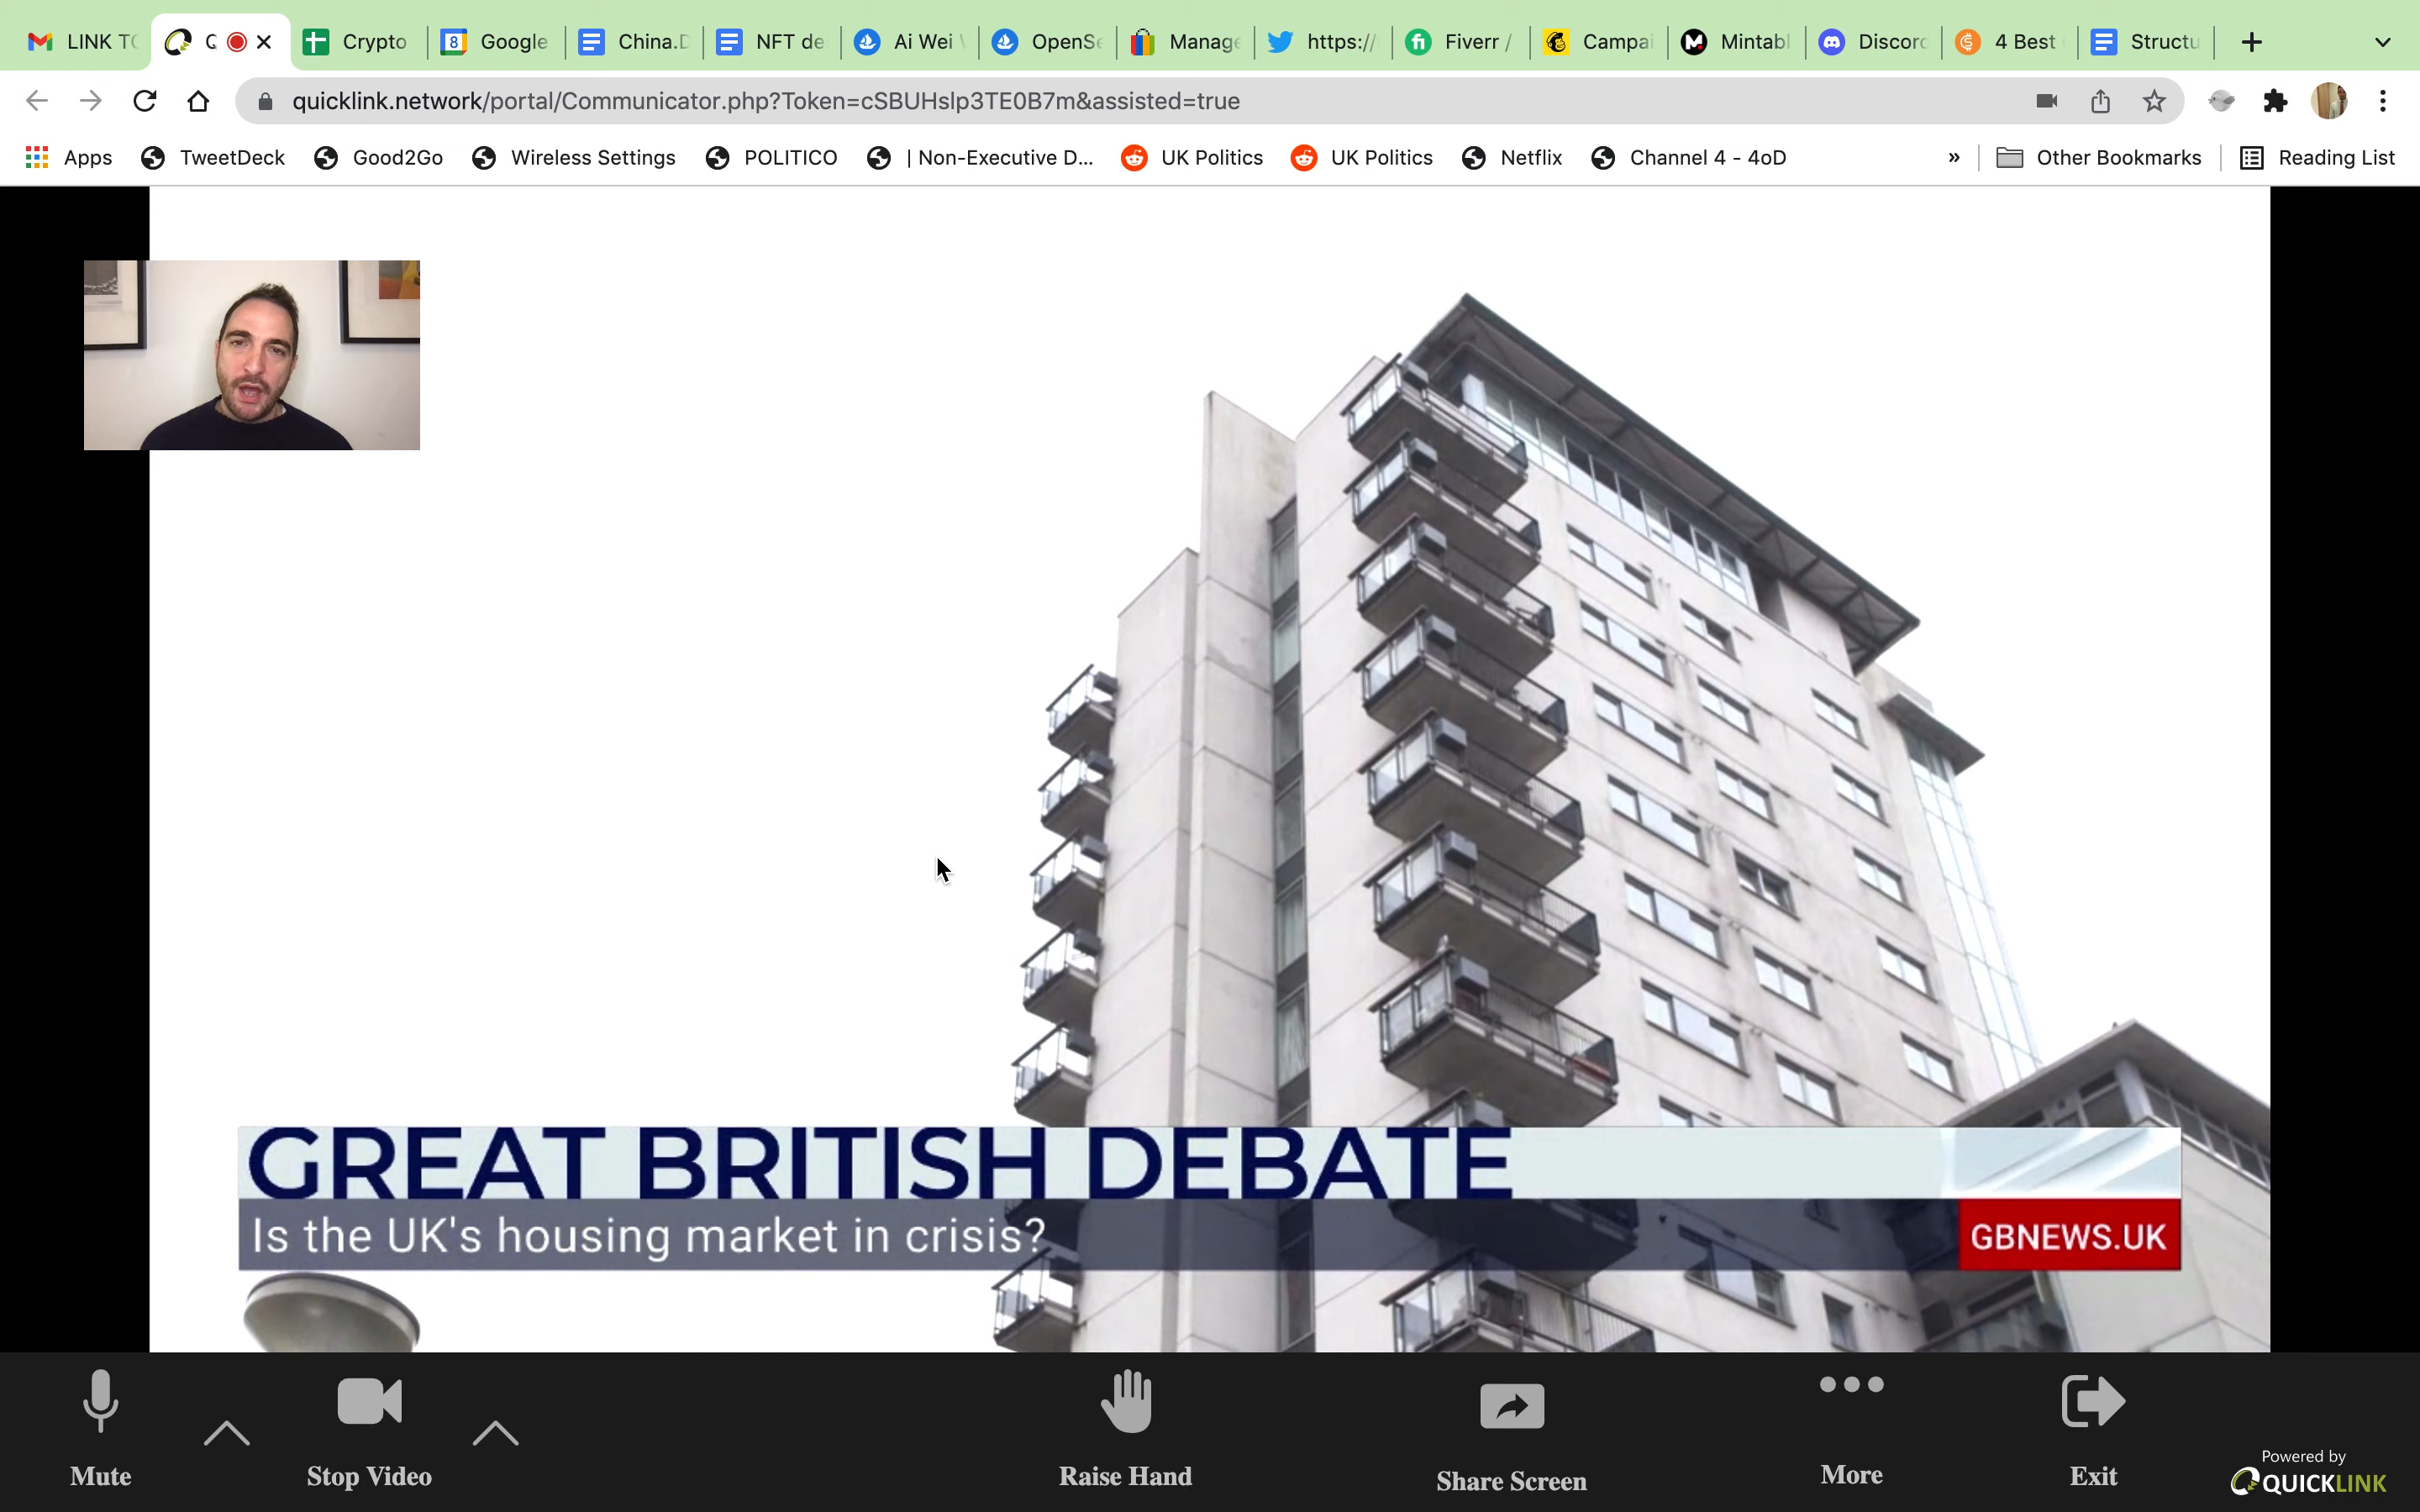 LINK TO
Q
Crypto
Google
China.D
NFT de
Ai Wei
OpenSe
Manage
https://
Fiverr /
Campai
Mintabl
Discord
4 Best
Structu
quicklink.network/portal/Communicator.php?Token=cSBUHslp3TE0B7m&assisted=true
Apps
TweetDeck
Good2Go
Wireless Settings
POLITICO
| Non-Executive D...
UK Politics
UK Politics
Netflix
Channel 4 - 4oD
»
Other Bookmarks
Reading List
GREAT BRITISH DEBATE
Is the UK's housing market in crisis?
GBNEWS.UK
Mute
Stop Video
Raise Hand
Share Screen
More
Exit
Powered by
QUICKLINK